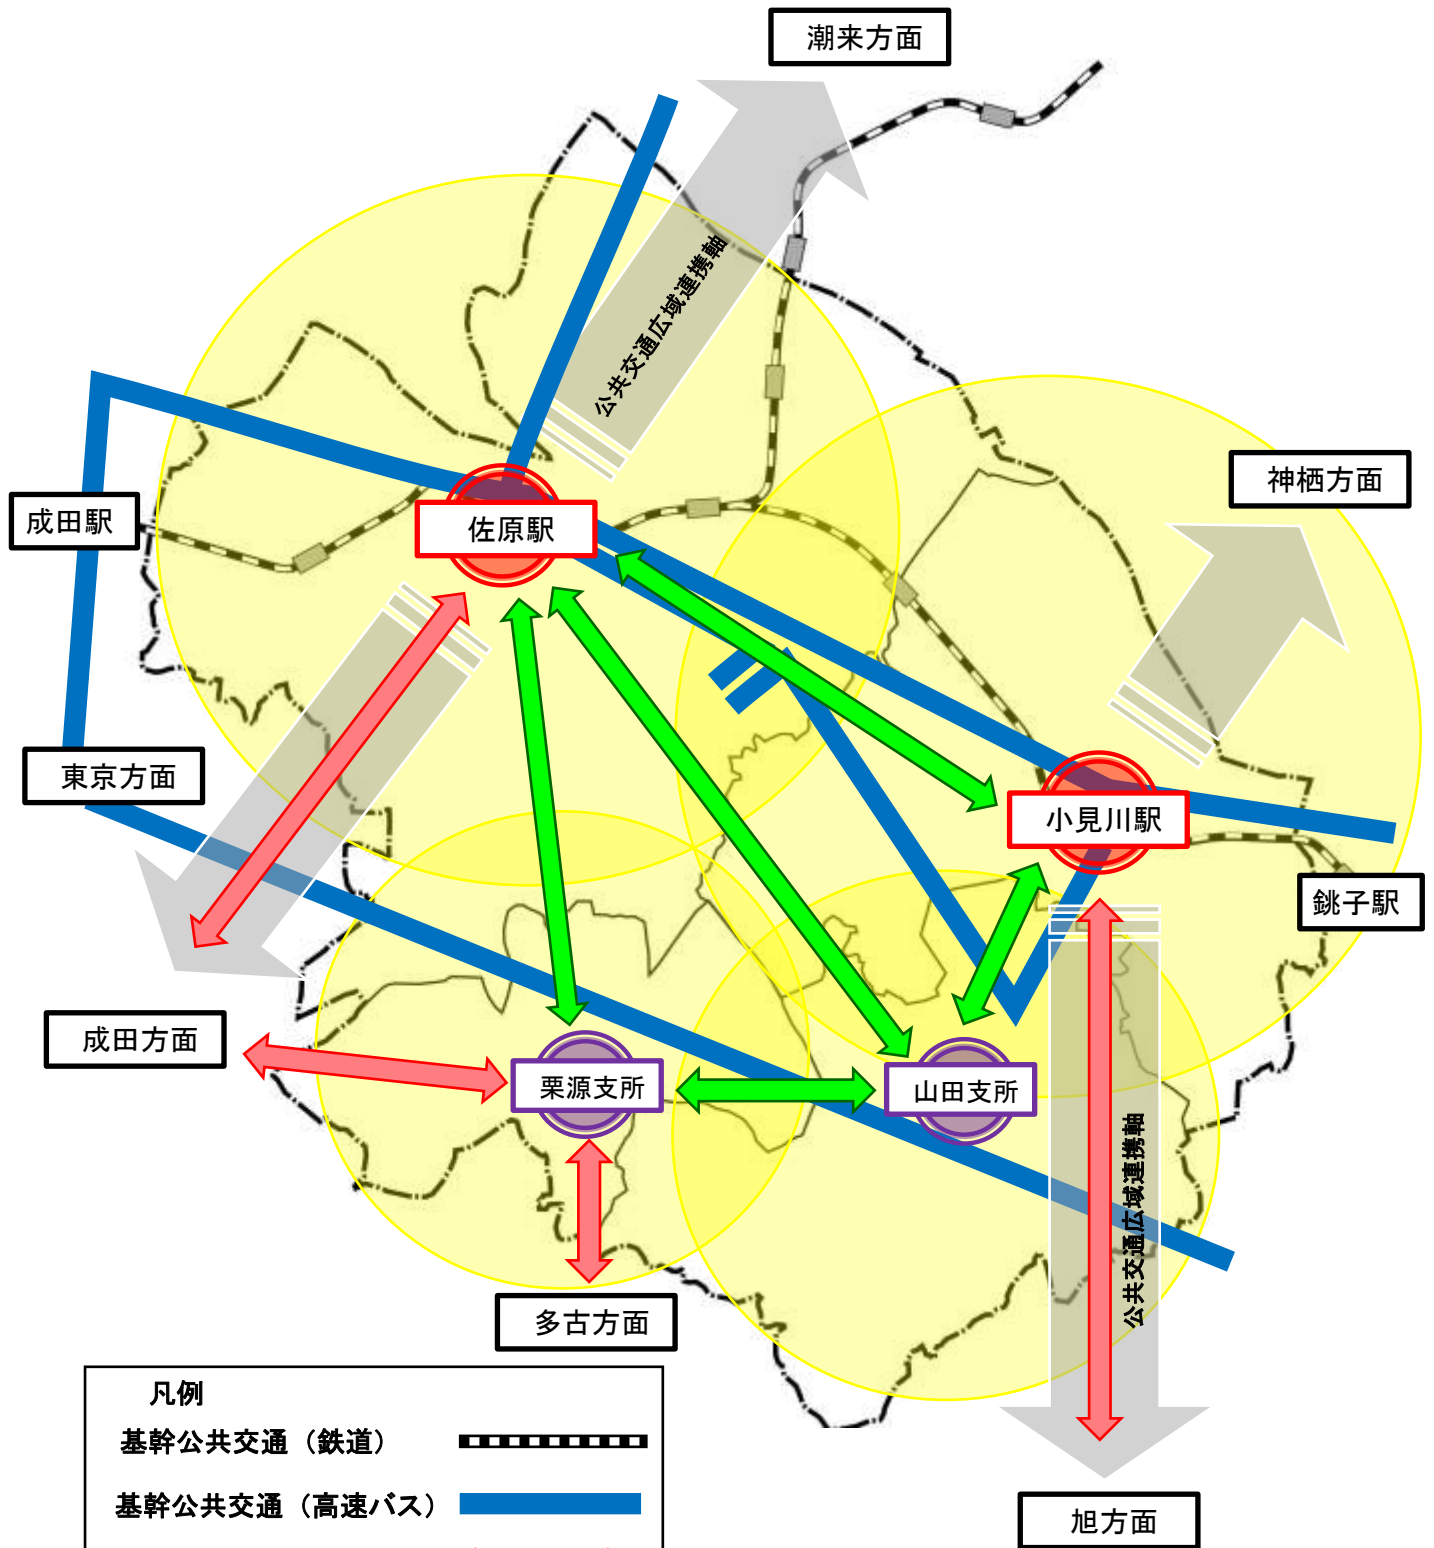 潮来方面
公共交通広域連携軸
神栖方面
成田駅
佐原駅
東京方面
小見川駅
銚子駅
成田方面
栗源支所
山田支所
公共交通広域連携軸
多古方面
凡例
基幹公共交通（鉄道）
基幹公共交通（高速バス）
旭方面